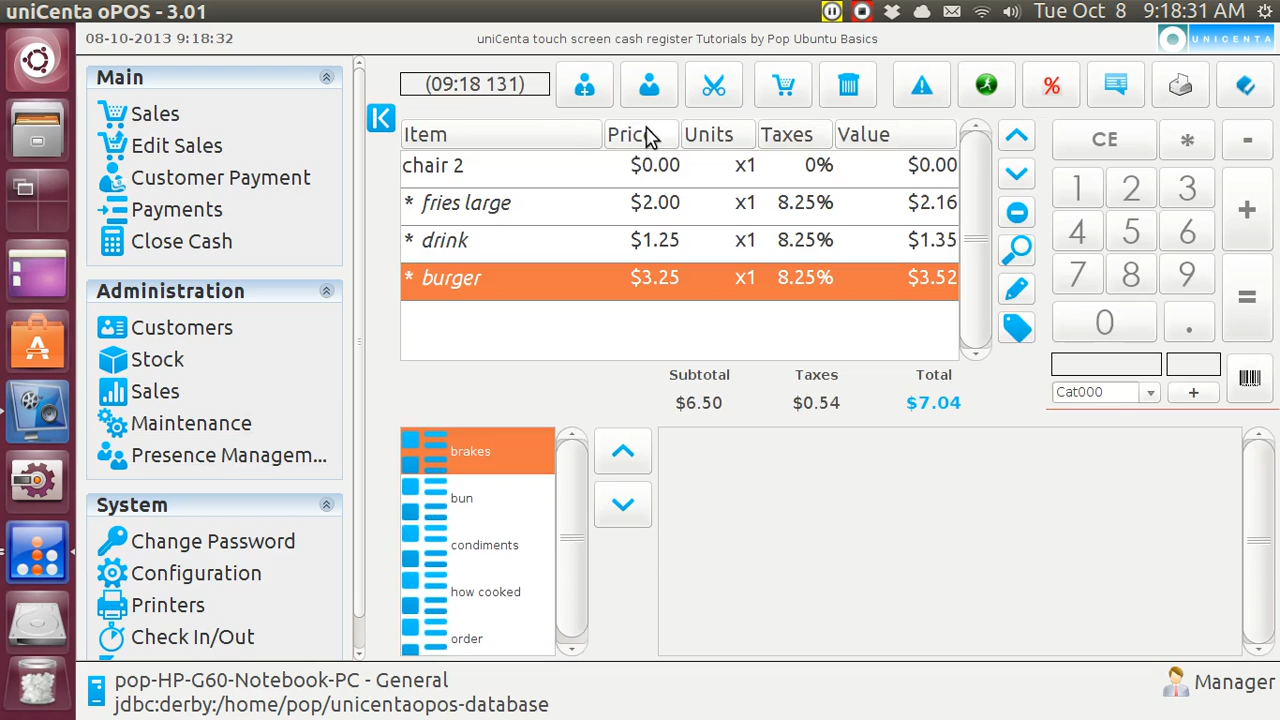 uniCenta oPOS - 3.01
Tue Oct 8 9:18:31 AM
08-10-2013 9:18:32
uniCenta touch screen cash register Tutorials by Pop Ubuntu Basics
UNICENTA
Main
Sales
Edit Sales
Customer Payment
Payments
Close Cash
Administration
Customers
Stock
Sales
Maintenance
Presence Managem...
System
Change Password
Configuration
Printers
Check In/Out
(09:18 131)
%
Item Price Units Taxes Value
chair 2 $0.00 x1 0% $0.00
* fries large $2.00 x1 8.25% $2.16
* drink $1.25 x1 8.25% $1.35
* burger $3.25 x1 8.25% $3.52
Subtotal Taxes Total
$6.50 $0.54 $7.04
CE * -
1 2 3 +
4 5 6
7 8 9 =
0 .
Cat000 +
brakes
bun
condiments
how cooked
order
pop-HP-G60-Notebook-PC - General
jdbc:derby:/home/pop/unicentaopos-database
Manager